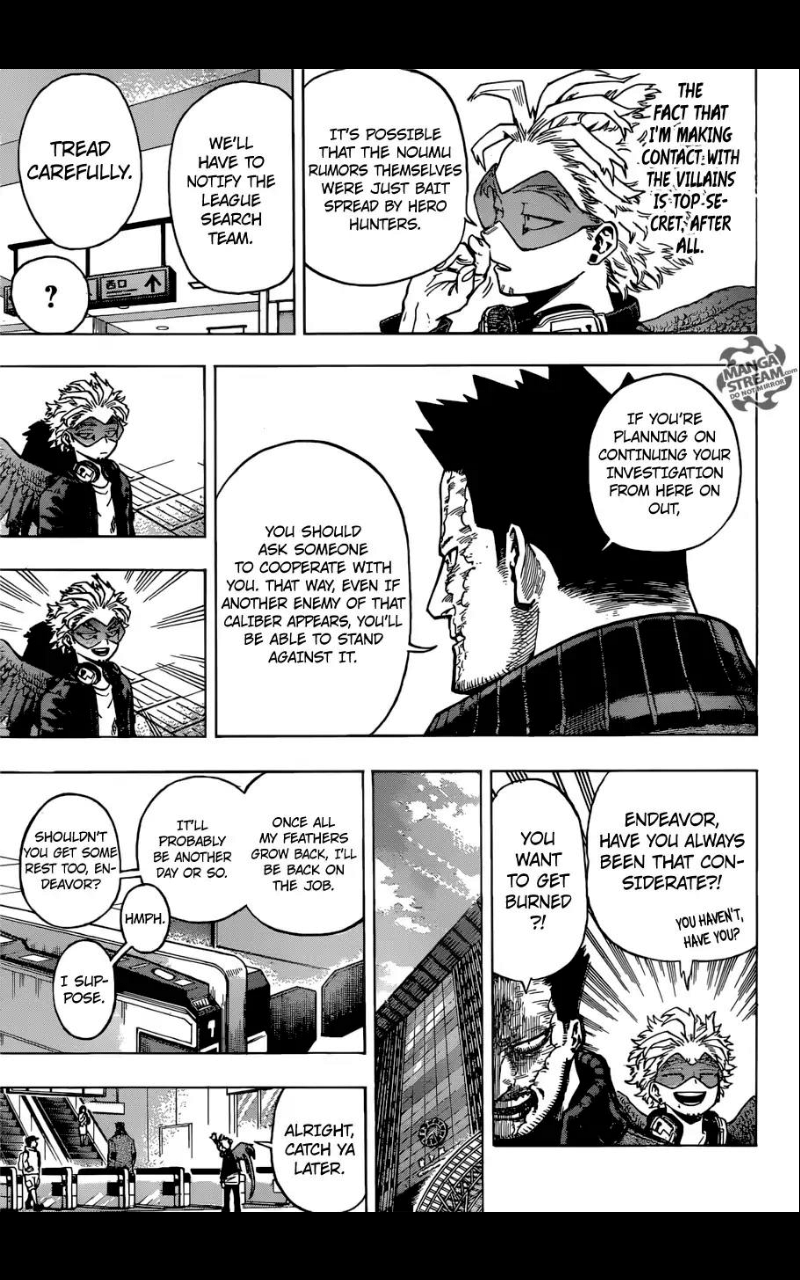 THE
FACT THAT
I'M MAKING
CONTACT WITH
THE VILLAINS
IS TOP SE-
CRET, AFTER
ALL.
IT'S POSSIBLE
THAT THE NOUMU
RUMORS THEMSELVES
WERE JUST BAIT
SPREAD BY HERO
HUNTERS.
WE'LL
HAVE TO
NOTIFY THE
LEAGUE
SEARCH
TEAM.
TREAD
CAREFULLY.
?
西口
MANGA
STREAM.com
DO NOT MIRROR
IF YOU'RE
PLANNING ON
CONTINUING YOUR
INVESTIGATION
FROM HERE ON
OUT,
YOU SHOULD
ASK SOMEONE
TO COOPERATE WITH
YOU. THAT WAY, EVEN IF
ANOTHER ENEMY OF THAT
CALIBER APPEARS, YOU'LL
BE ABLE TO STAND
AGAINST IT.
ENDEAVOR,
HAVE YOU ALWAYS
BEEN THAT CON-
SIDERATE?!
YOU HAVEN'T,
HAVE YOU?
YOU
WANT
TO GET
BURNED
?!
ONCE ALL
MY FEATHERS
GROW BACK, I'LL
BE BACK ON
THE JOB.
IT'LL
PROBABLY
BE ANOTHER
DAY OR SO.
SHOULDN'T
YOU GET SOME
REST TOO, EN-
DEAVOR?
HMPH.
I SUP-
POSE.
ALRIGHT,
CATCH YA
LATER.